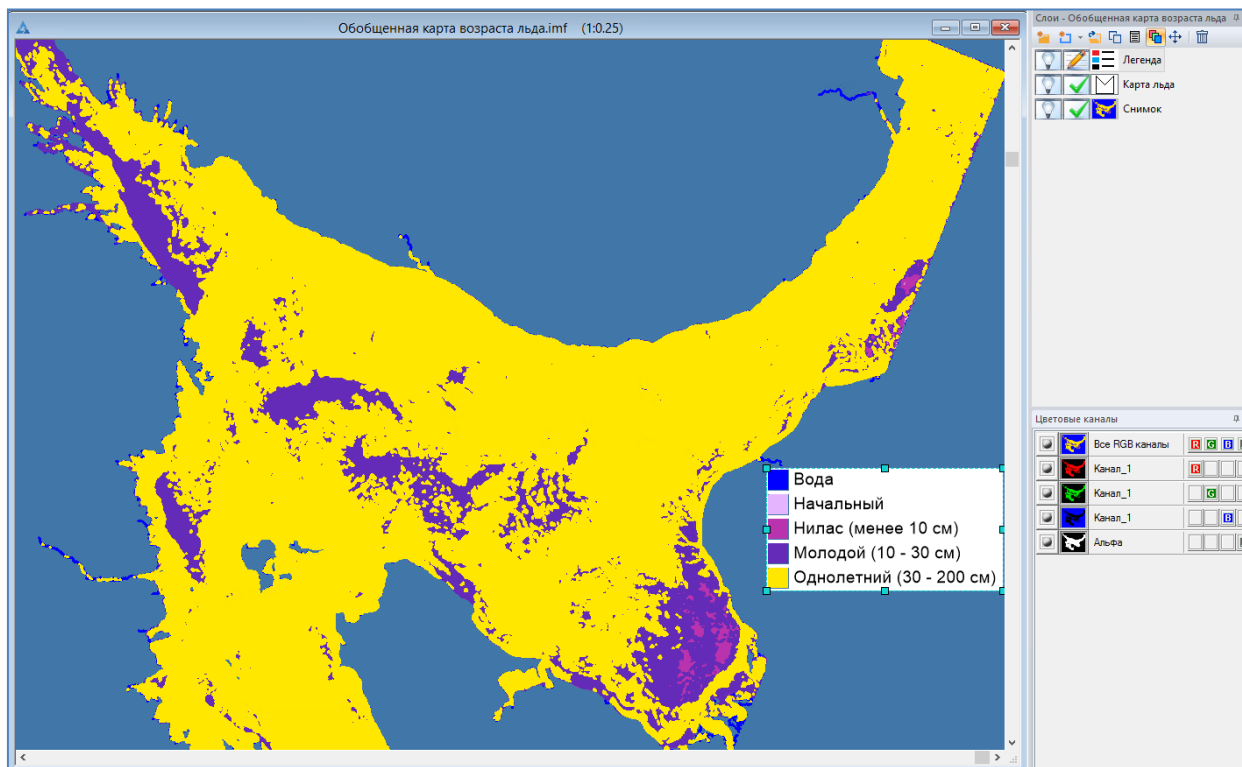 Обобщенная карта возраста льда.imf (1:0.25)
Вода
Начальный
Нилас (менее 10 см)
Молодой (10 - 30 см)
Однолетний (30 - 200 см)
Слои - Обобщенная карта возраста льда
Легенда
Карта льда
Снимок
Цветовые каналы
Все RGB каналы R G B
Канал_1 R
Канал_1 G
Канал_1 B
Альфа